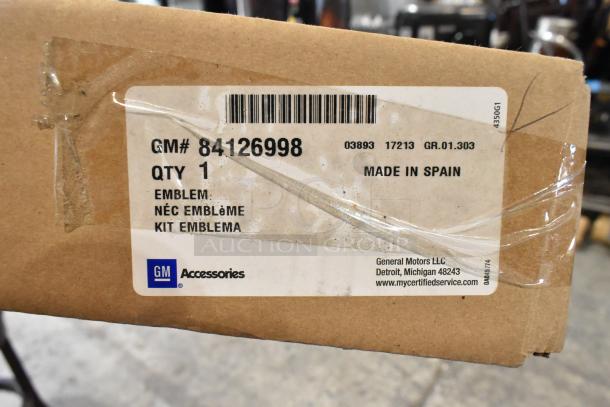 GM# 84126998
03893 17213 GR.01.303
QTY 1
MADE IN SPAIN
EMBLEM
NÉC EMBLèME
KIT EMBLEMA
AUCTION GROUP
GM
Accessories
General Motors LLC
Detroit, Michigan 48243
www.mycertifiedservice.com
4350G1